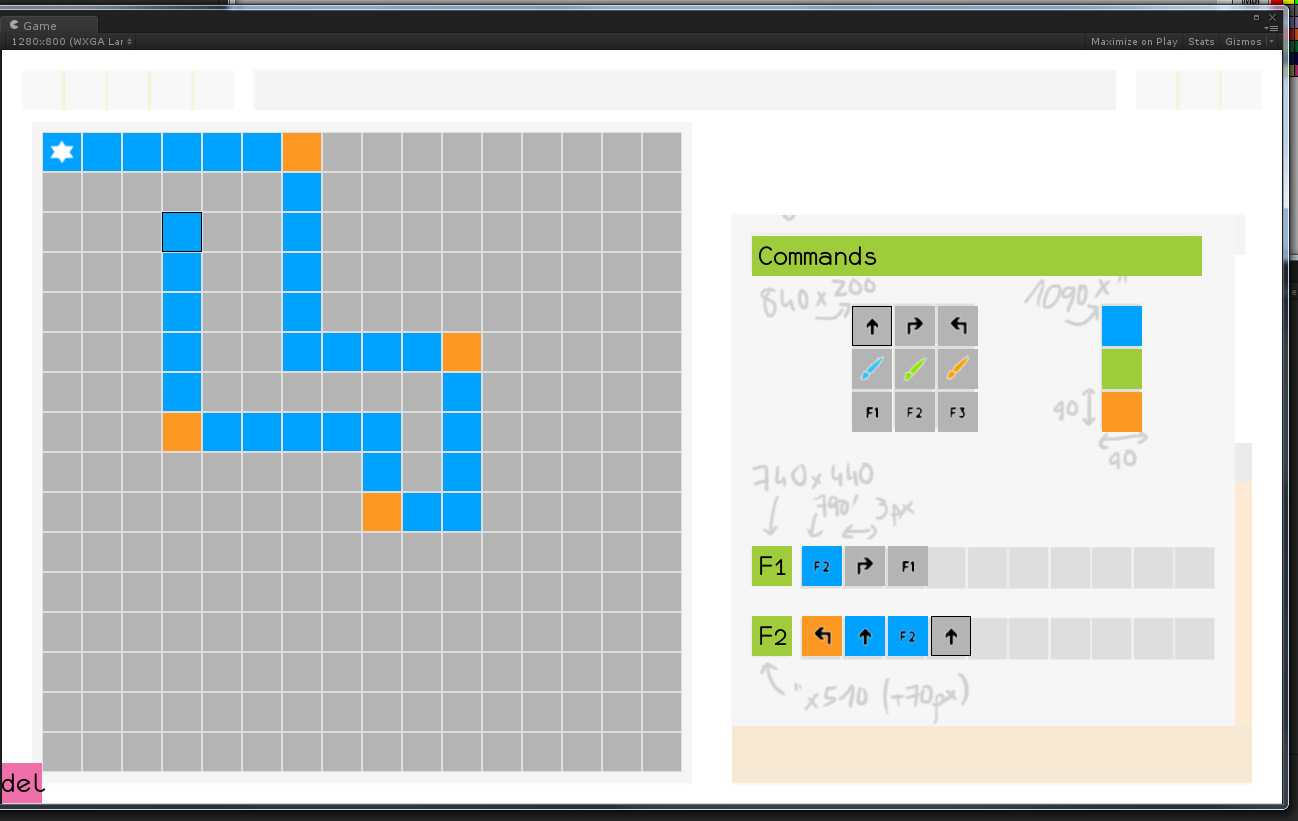 Game
1280x800 (WXGA Lar
Maximize on Play Stats Gizmos
Commands
840 x 200
1090 x "
F1 F2 F3
90
90
740 x 440
790' 3px
F1 F2 F1
F2 F2
" x 510 (+70px)
del